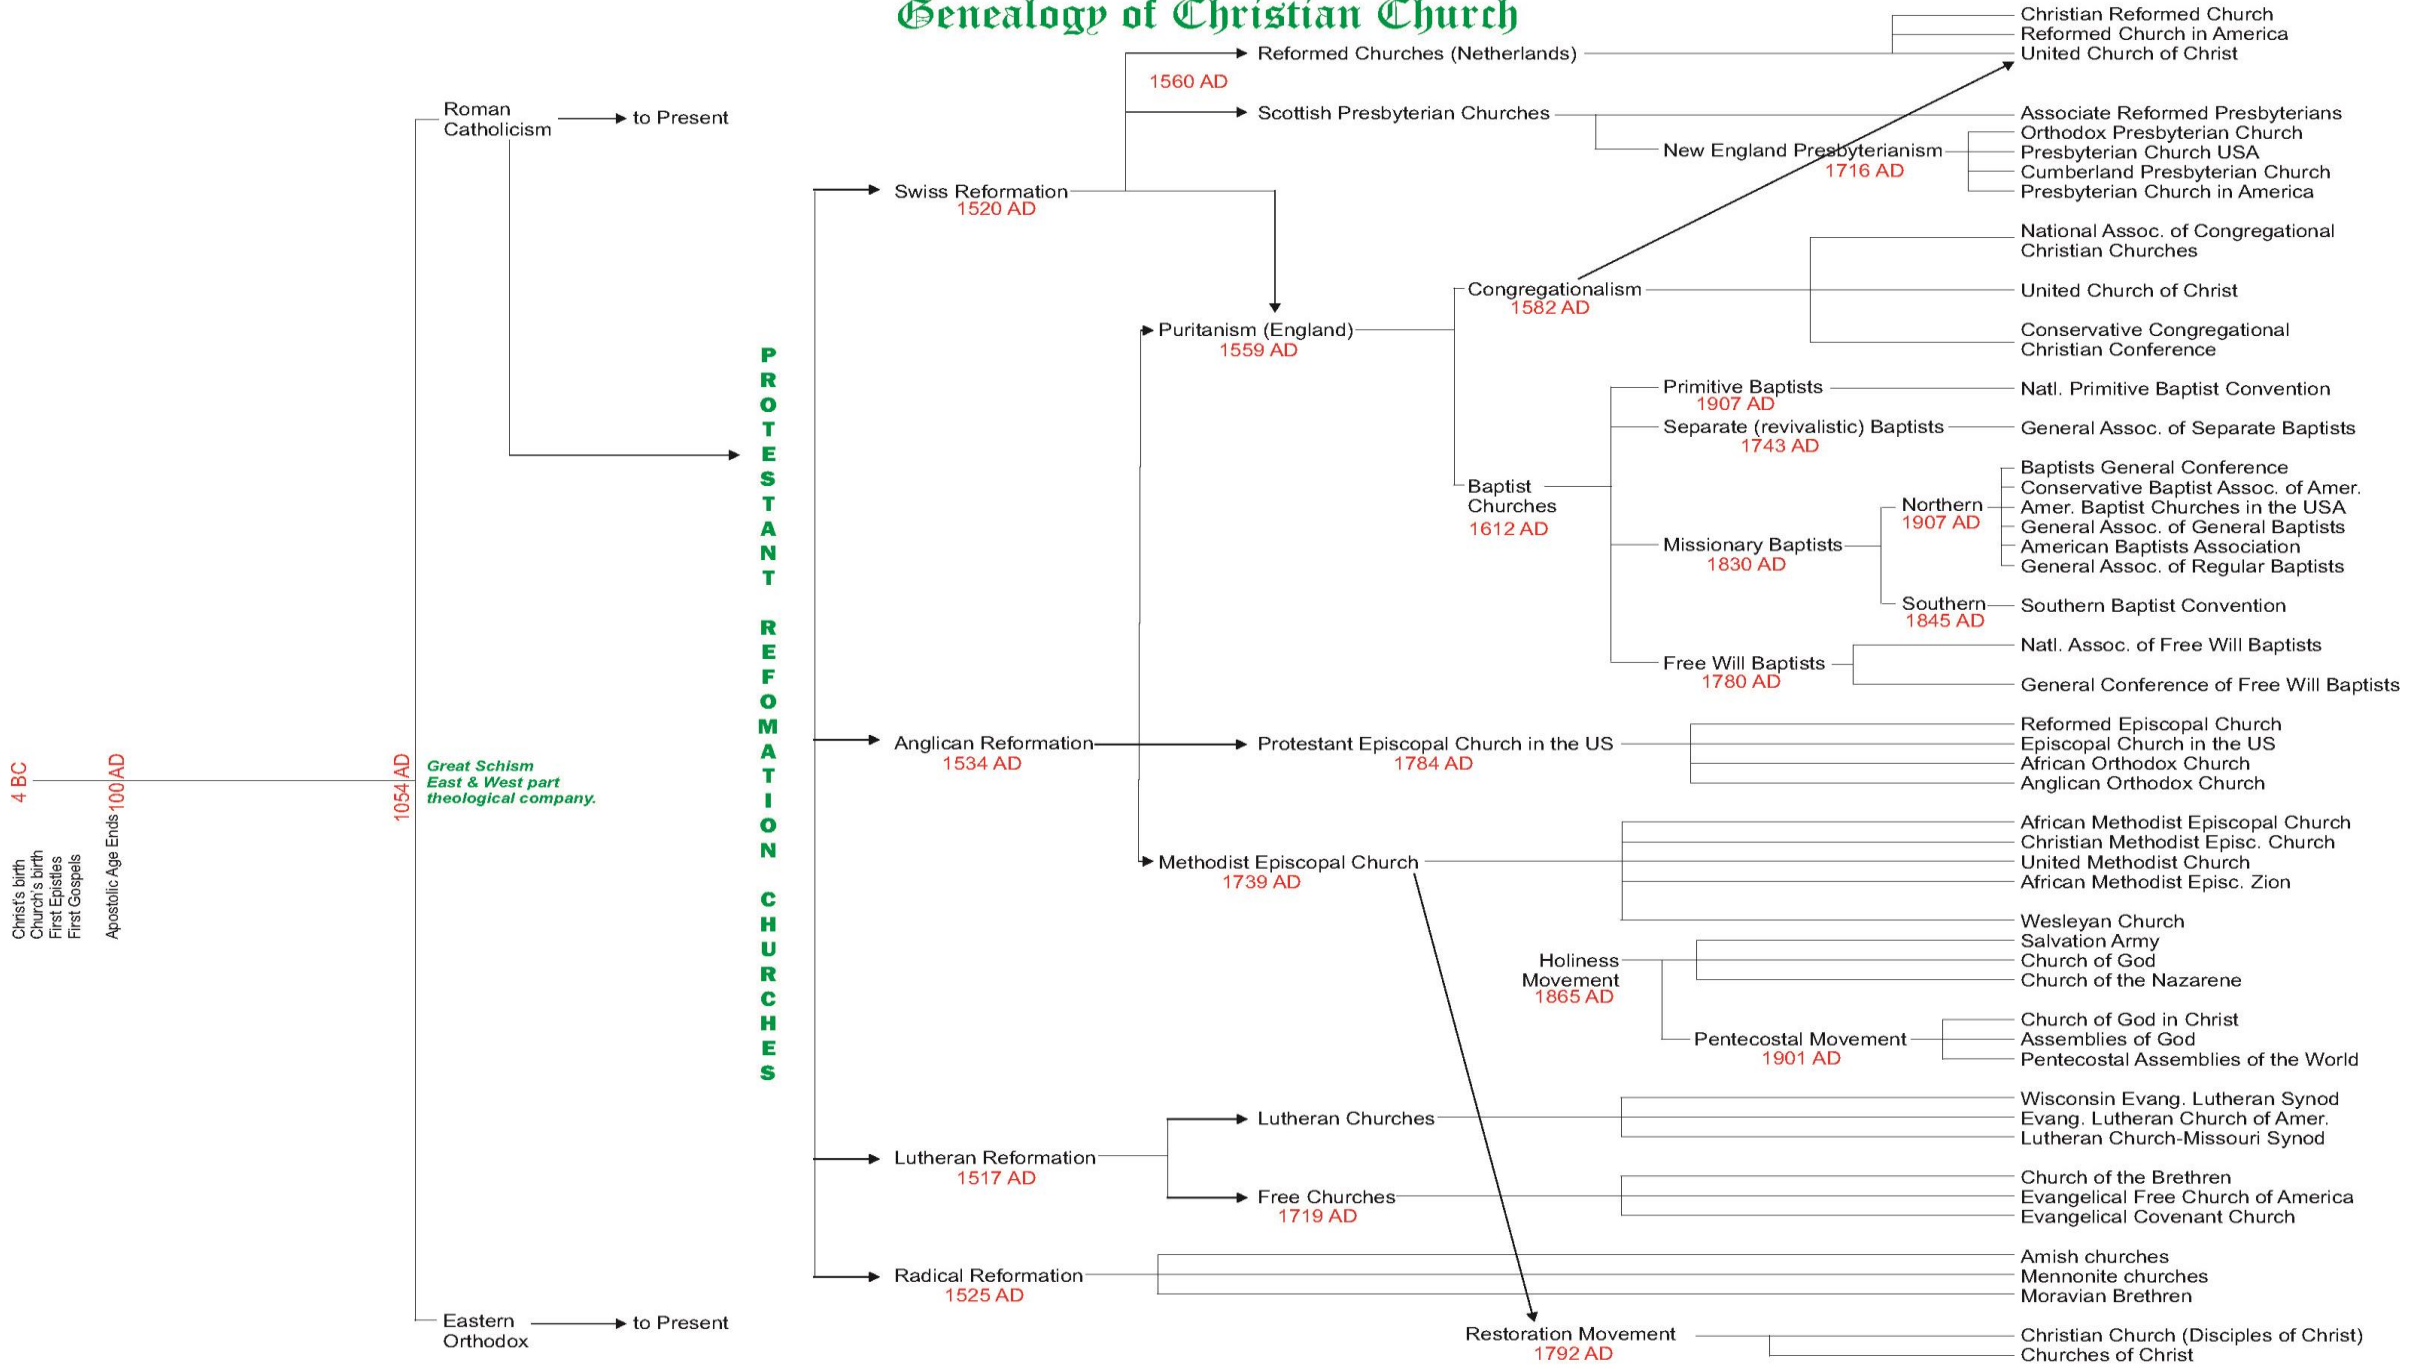 Genealogy of Christian Church
4 BC
Christ's birth
Church's birth
First Epistles
First Gospels
100 AD
Apostolic Age Ends
1054 AD
Great Schism
East & West part
theological company.
Roman
Catholicism
to Present
Eastern
Orthodox
to Present
PROTESTANT REFOMATION CHURCHES
Swiss Reformation
1520 AD
Anglican Reformation
1534 AD
Lutheran Reformation
1517 AD
Radical Reformation
1525 AD
1560 AD
Reformed Churches (Netherlands)
Scottish Presbyterian Churches
New England Presbyterianism
1716 AD
Puritanism (England)
1559 AD
Congregationalism
1582 AD
Baptist
Churches
1612 AD
Primitive Baptists
1907 AD
Separate (revivalistic) Baptists
1743 AD
Missionary Baptists
1830 AD
Northern
1907 AD
Southern
1845 AD
Free Will Baptists
1780 AD
Protestant Episcopal Church in the US
1784 AD
Methodist Episcopal Church
1739 AD
Holiness
Movement
1865 AD
Pentecostal Movement
1901 AD
Lutheran Churches
Free Churches
1719 AD
Restoration Movement
1792 AD
Christian Reformed Church
Reformed Church in America
United Church of Christ
Associate Reformed Presbyterians
Orthodox Presbyterian Church
Presbyterian Church USA
Cumberland Presbyterian Church
Presbyterian Church in America
National Assoc. of Congregational
Christian Churches
United Church of Christ
Conservative Congregational
Christian Conference
Natl. Primitive Baptist Convention
General Assoc. of Separate Baptists
Baptists General Conference
Conservative Baptist Assoc. of Amer.
Amer. Baptist Churches in the USA
General Assoc. of General Baptists
American Baptists Association
General Assoc. of Regular Baptists
Southern Baptist Convention
Natl. Assoc. of Free Will Baptists
General Conference of Free Will Baptists
Reformed Episcopal Church
Episcopal Church in the US
African Orthodox Church
Anglican Orthodox Church
African Methodist Episcopal Church
Christian Methodist Episc. Church
United Methodist Church
African Methodist Episc. Zion
Wesleyan Church
Salvation Army
Church of God
Church of the Nazarene
Church of God in Christ
Assemblies of God
Pentecostal Assemblies of the World
Wisconsin Evang. Lutheran Synod
Evang. Lutheran Church of Amer.
Lutheran Church-Missouri Synod
Church of the Brethren
Evangelical Free Church of America
Evangelical Covenant Church
Amish churches
Mennonite churches
Moravian Brethren
Christian Church (Disciples of Christ)
Churches of Christ